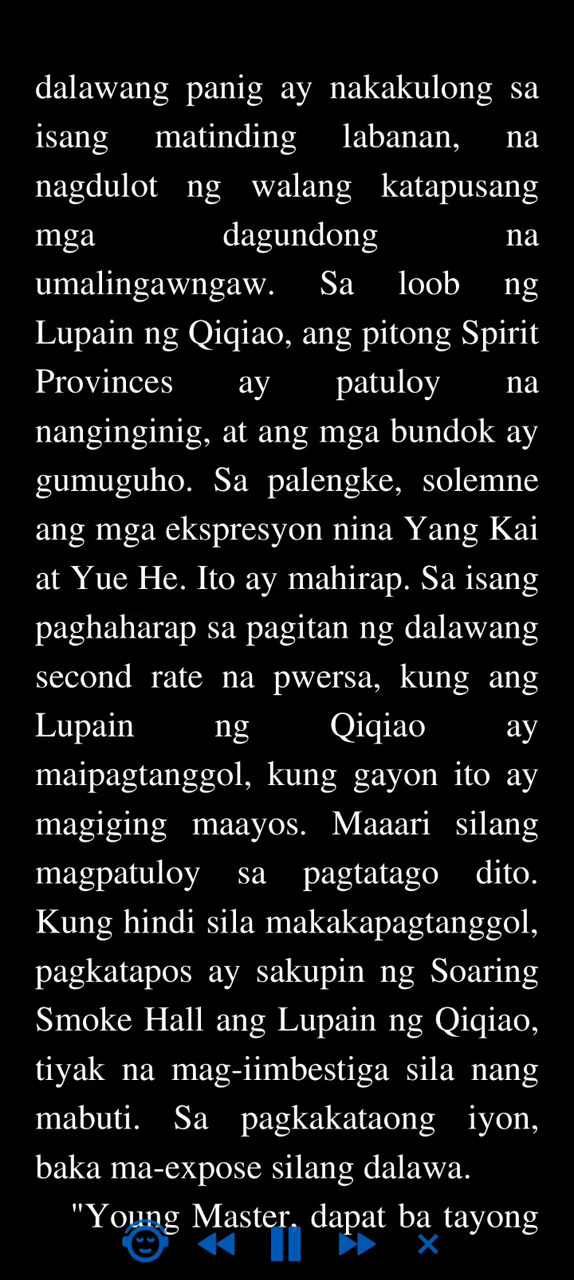 dalawang panig ay nakakulong sa
isang matinding labanan, na
nagdulot ng walang katapusang
mga dagundong na
umalingawngaw. Sa loob ng
Lupain ng Qiqiao, ang pitong Spirit
Provinces ay patuloy na
nanginginig, at ang mga bundok ay
gumuguho. Sa palengke, solemne
ang mga ekspresyon nina Yang Kai
at Yue He. Ito ay mahirap. Sa isang
paghaharap sa pagitan ng dalawang
second rate na pwersa, kung ang
Lupain ng Qiqiao ay
maipagtanggol, kung gayon ito ay
magiging maayos. Maaari silang
magpatuloy sa pagtatago dito.
Kung hindi sila makakapagtanggol,
pagkatapos ay sakupin ng Soaring
Smoke Hall ang Lupain ng Qiqiao,
tiyak na mag-iimbestiga sila nang
mabuti. Sa pagkakataong iyon,
baka ma-expose silang dalawa.
"Young Master, dapat ba tayong